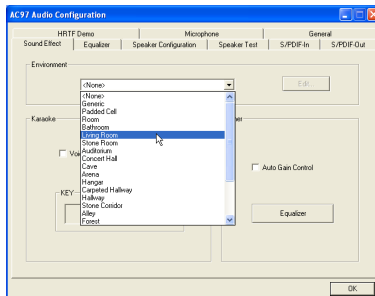 AC97 Audio Configuration
HRTF Demo Microphone General
Sound Effect Equalizer Speaker Configuration Speaker Test S/PDIF-In S/PDIF-Out
Environment
<None>
Edit...
<None>
Generic
Padded Cell
Room
Bathroom
Living Room
Stone Room
Auditorium
Concert Hall
Cave
Arena
Hangar
Carpeted Hallway
Hallway
Stone Corridor
Alley
Forest
Karaoke
Auto Gain Control
KEY
Equalizer
OK